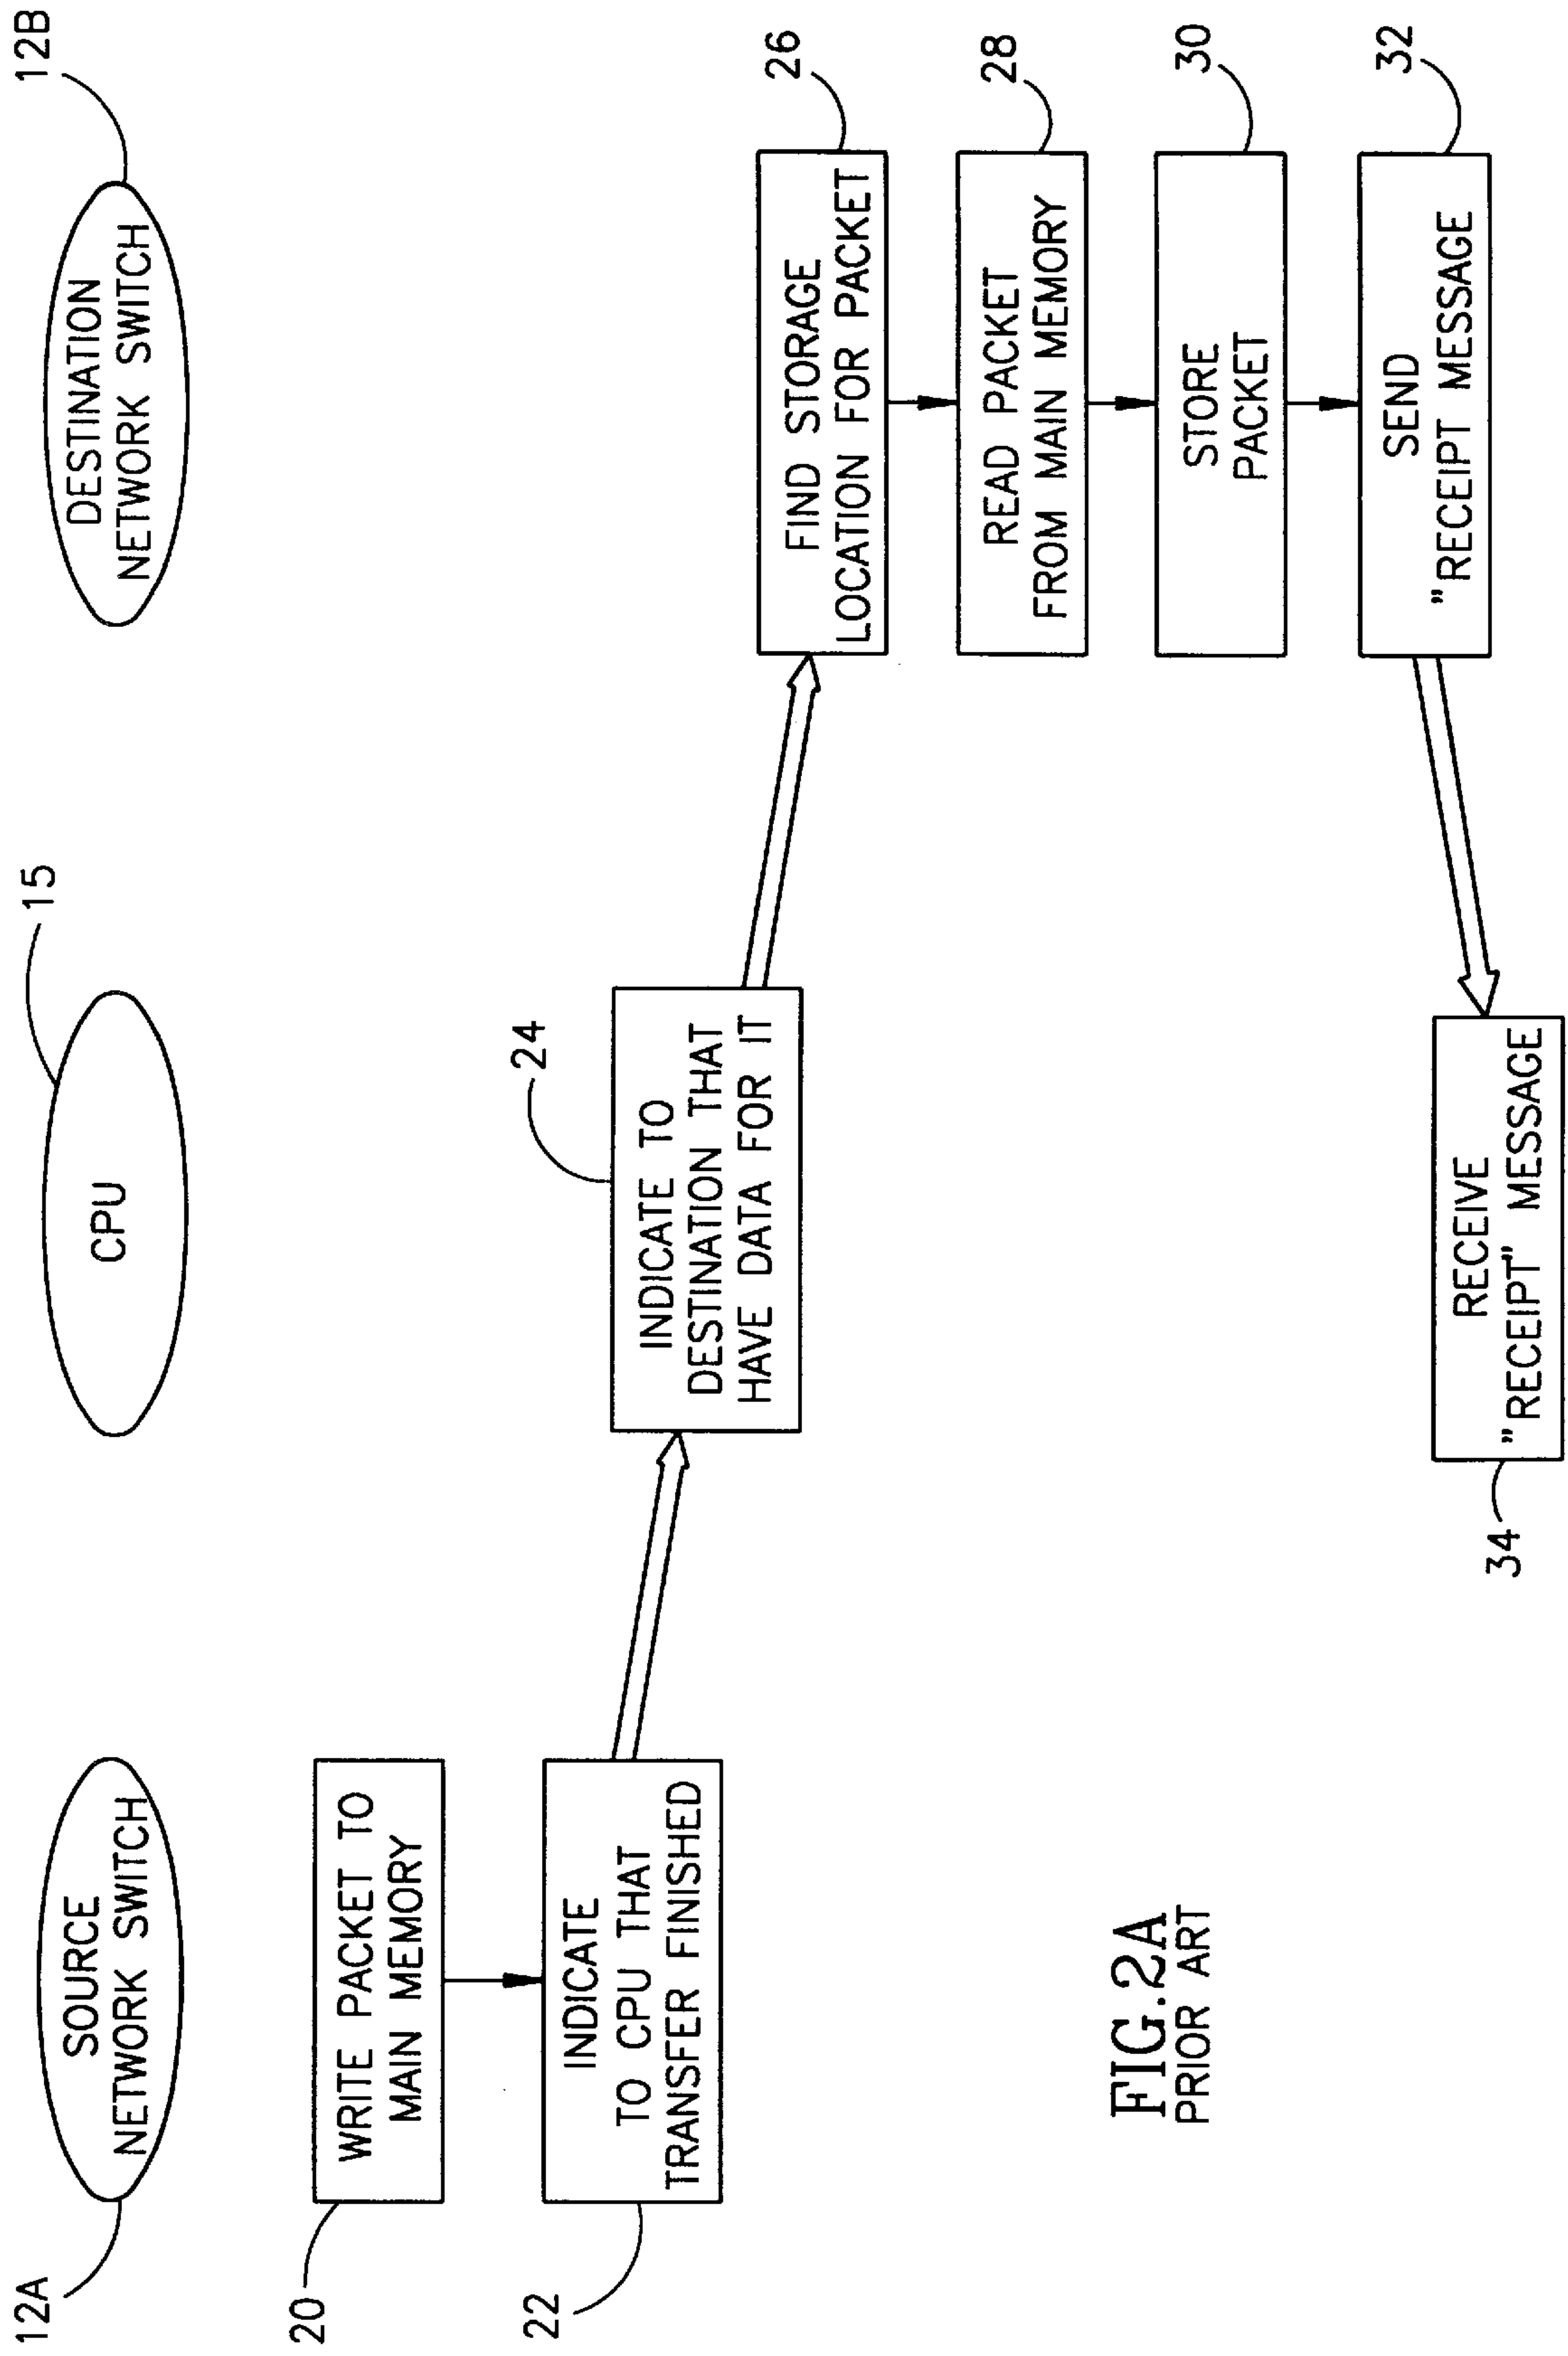 12A
SOURCE
NETWORK SWITCH
15
CPU
12B
DESTINATION
NETWORK SWITCH
20
WRITE PACKET TO
MAIN MEMORY
22
INDICATE
TO CPU THAT
TRANSFER FINISHED
24
INDICATE TO
DESTINATION THAT
HAVE DATA FOR IT
26
FIND STORAGE
LOCATION FOR PACKET
28
READ PACKET
FROM MAIN MEMORY
30
STORE
PACKET
32
SEND
"RECEIPT MESSAGE
34
RECEIVE
"RECEIPT" MESSAGE
FIG.2A
PRIOR ART